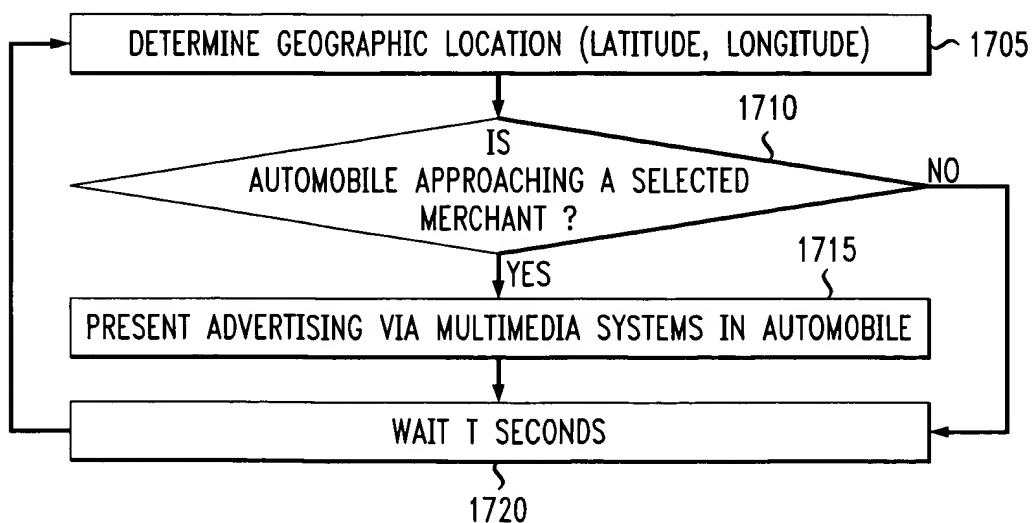 DETERMINE GEOGRAPHIC LOCATION (LATITUDE, LONGITUDE)
1705
1710
IS
AUTOMOBILE APPROACHING A SELECTED
MERCHANT ?
NO
YES
1715
PRESENT ADVERTISING VIA MULTIMEDIA SYSTEMS IN AUTOMOBILE
WAIT T SECONDS
1720